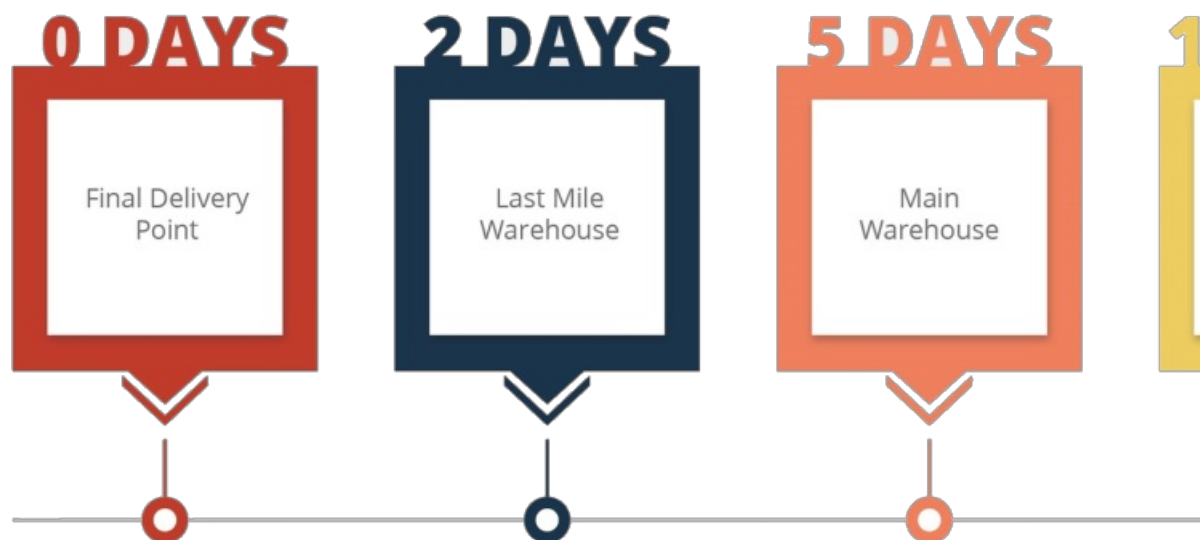 0 DAYS
2 DAYS
5 DAYS
Final Delivery
Point
Last Mile
Warehouse
Main
Warehouse